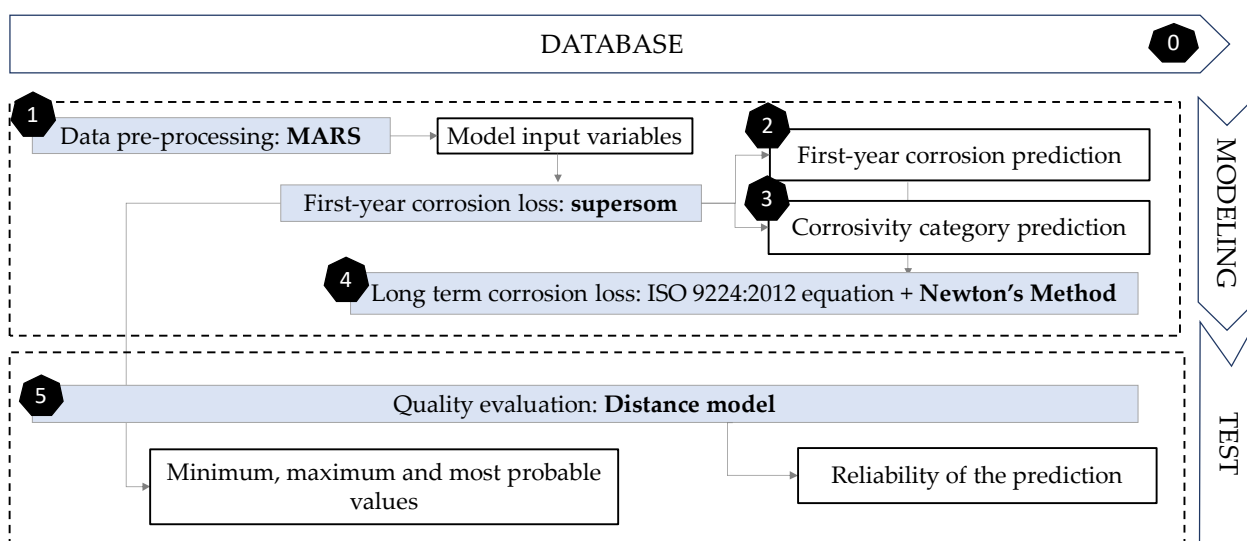 DATABASE
0
1
Data pre-processing: MARS
Model input variables
2
First-year corrosion prediction
First-year corrosion loss: supersom
3
Corrosivity category prediction
4
Long term corrosion loss: ISO 9224:2012 equation + Newton's Method
MODELING
5
Quality evaluation: Distance model
Minimum, maximum and most probable
values
Reliability of the prediction
TEST